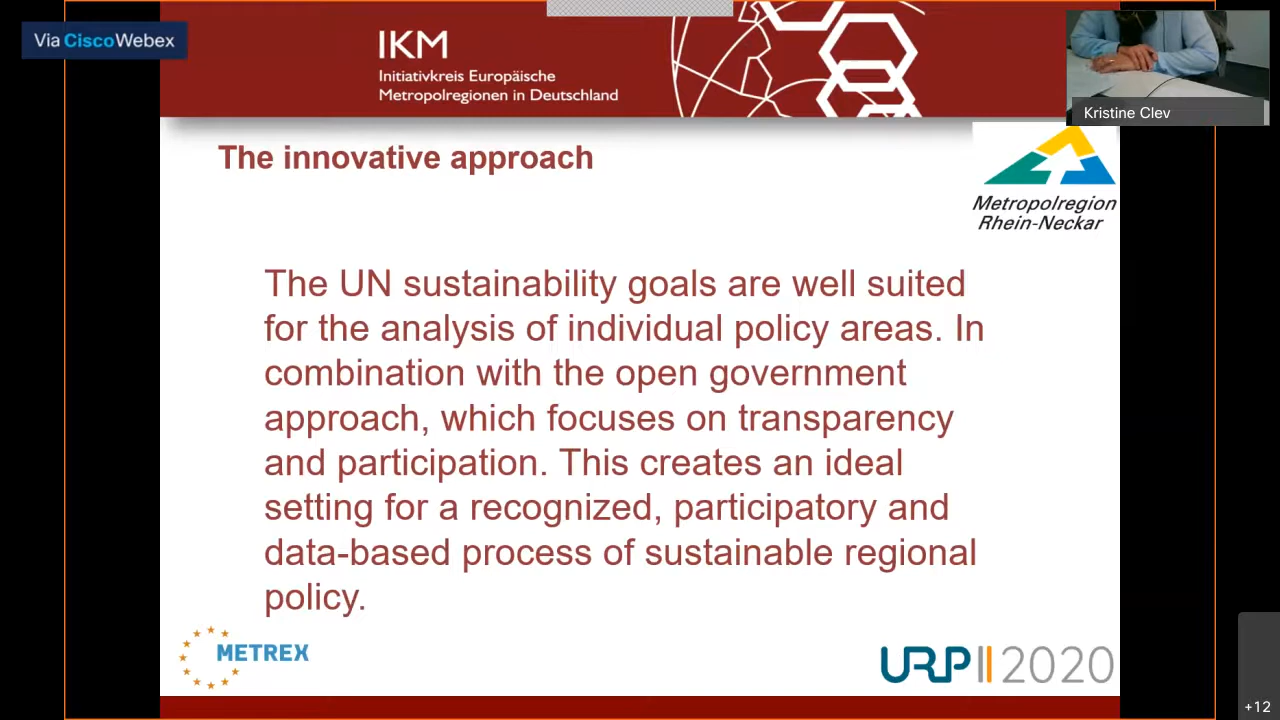 Via CiscoWebex
IKM
Initiativkreis Europäische
Metropolregionen in Deutschland
Kristine Clev
The innovative approach
Metropolregion
Rhein-Neckar
The UN sustainability goals are well suited
for the analysis of individual policy areas. In
combination with the open government
approach, which focuses on transparency
and participation. This creates an ideal
setting for a recognized, participatory and
data-based process of sustainable regional
policy.
METREX
URP 2020
+12